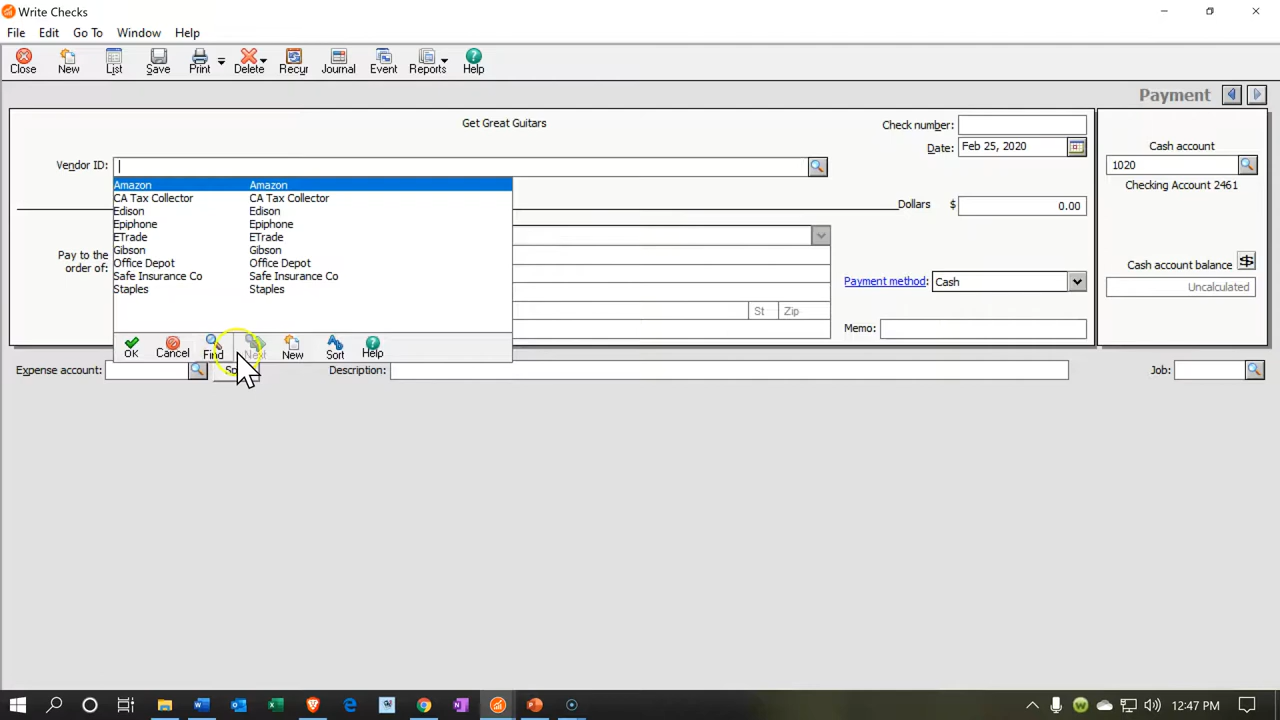 Write Checks
File Edit Go To Window Help
Close New List Save Print Delete Recur Journal Event Reports Help
Payment
Get Great Guitars
Check number:
Date: Feb 25, 2020
Cash account
1020
Checking Account 2461
Vendor ID:
Amazon Amazon
CA Tax Collector CA Tax Collector
Edison Edison
Epiphone Epiphone
ETrade ETrade
Gibson Gibson
Office Depot Office Depot
Safe Insurance Co Safe Insurance Co
Staples Staples
Dollars $ 0.00
Pay to the
order of:
Cash account balance
Uncalculated
Payment method: Cash
St Zip
Memo:
OK Cancel Find Next New Sort Help
Expense account: Description: Job:
12:47 PM